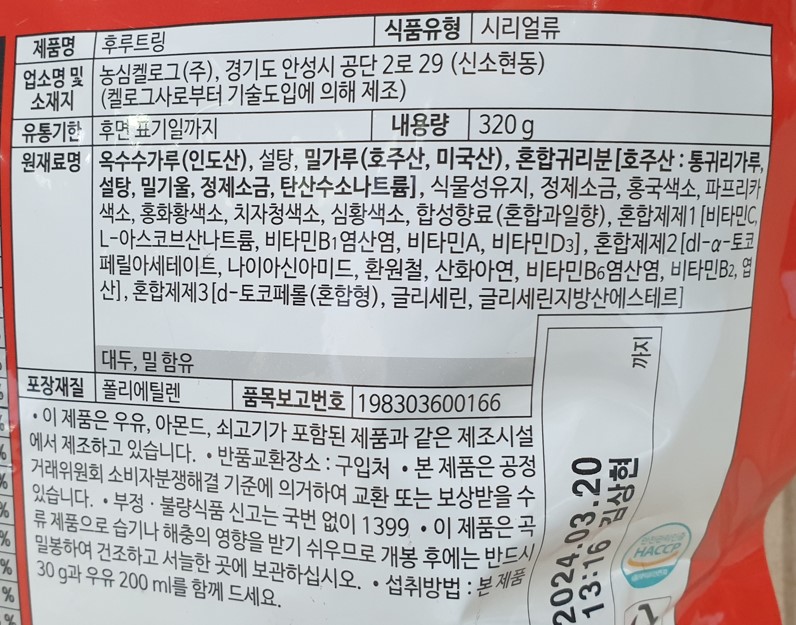 제품명 후루트링 식품유형 시리얼류
업소명 및 소재지 농심켈로그(주), 경기도 안성시 공단 2로 29 (신소현동)
(켈로그사로부터 기술도입에 의해 제조)
유통기한 후면 표기일까지 내용량 320 g
원재료명 옥수수가루(인도산), 설탕, 밀가루(호주산, 미국산), 혼합귀리분[호주산 : 통귀리가루,
설탕, 밀기울, 정제소금, 탄산수소나트륨], 식물성유지, 정제소금, 홍국색소, 파프리카
색소, 홍화황색소, 치자청색소, 심황색소, 합성향료(혼합과일향), 혼합제제1[비타민C,
L-아스코브산나트륨, 비타민B1염산염, 비타민A, 비타민D3], 혼합제제2[dl-α-토코
페릴아세테이트, 나이아신아미드, 환원철, 산화아연, 비타민B6염산염, 비타민B2, 엽
산], 혼합제제3[d-토코페롤(혼합형), 글리세린, 글리세린지방산에스테르]
대두, 밀 함유
포장재질 폴리에틸렌 품목보고번호 198303600166
• 이 제품은 우유, 아몬드, 쇠고기가 포함된 제품과 같은 제조시설
에서 제조하고 있습니다. • 반품교환장소 : 구입처 • 본 제품은 공정
거래위원회 소비자분쟁해결 기준에 의거하여 교환 또는 보상받을 수
있습니다. • 부정 · 불량식품 신고는 국번 없이 1399 • 이 제품은 곡
류 제품으로 습기나 해충의 영향을 받기 쉬우므로 개봉 후에는 반드시
밀봉하여 건조하고 서늘한 곳에 보관하십시오. • 섭취방법 : 본 제품
30 g과 우유 200 ml를 함께 드세요.
까지
2024.03.20
13:16 김상현
HACCP